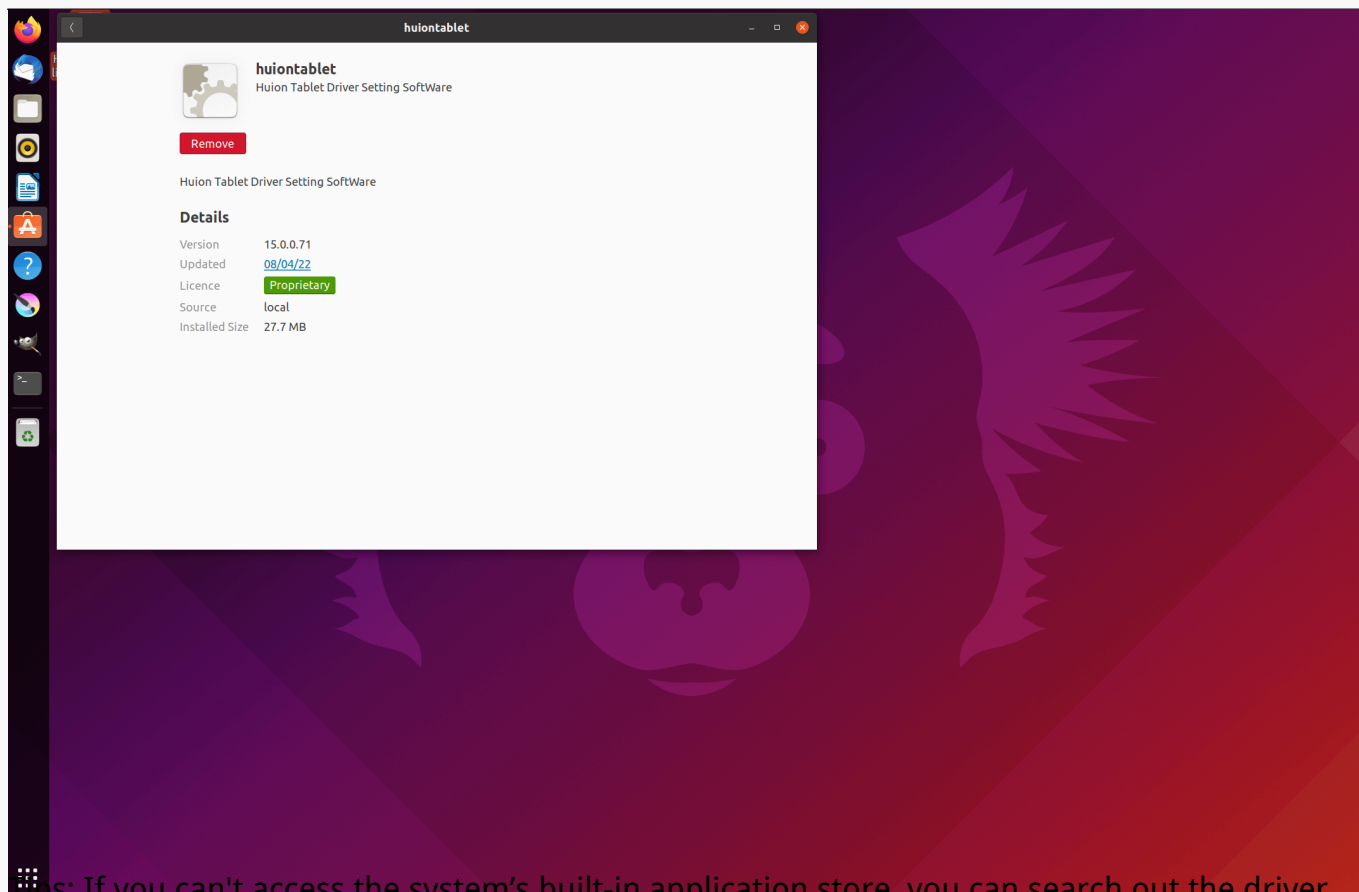 huiontablet
huiontablet
Huion Tablet Driver Setting SoftWare
Remove
Huion Tablet Driver Setting SoftWare
Details
Version 15.0.0.71
Updated 08/04/22
Licence Proprietary
Source local
Installed Size 27.7 MB
If you can't access the system’s built-in application store, you can search out the driver